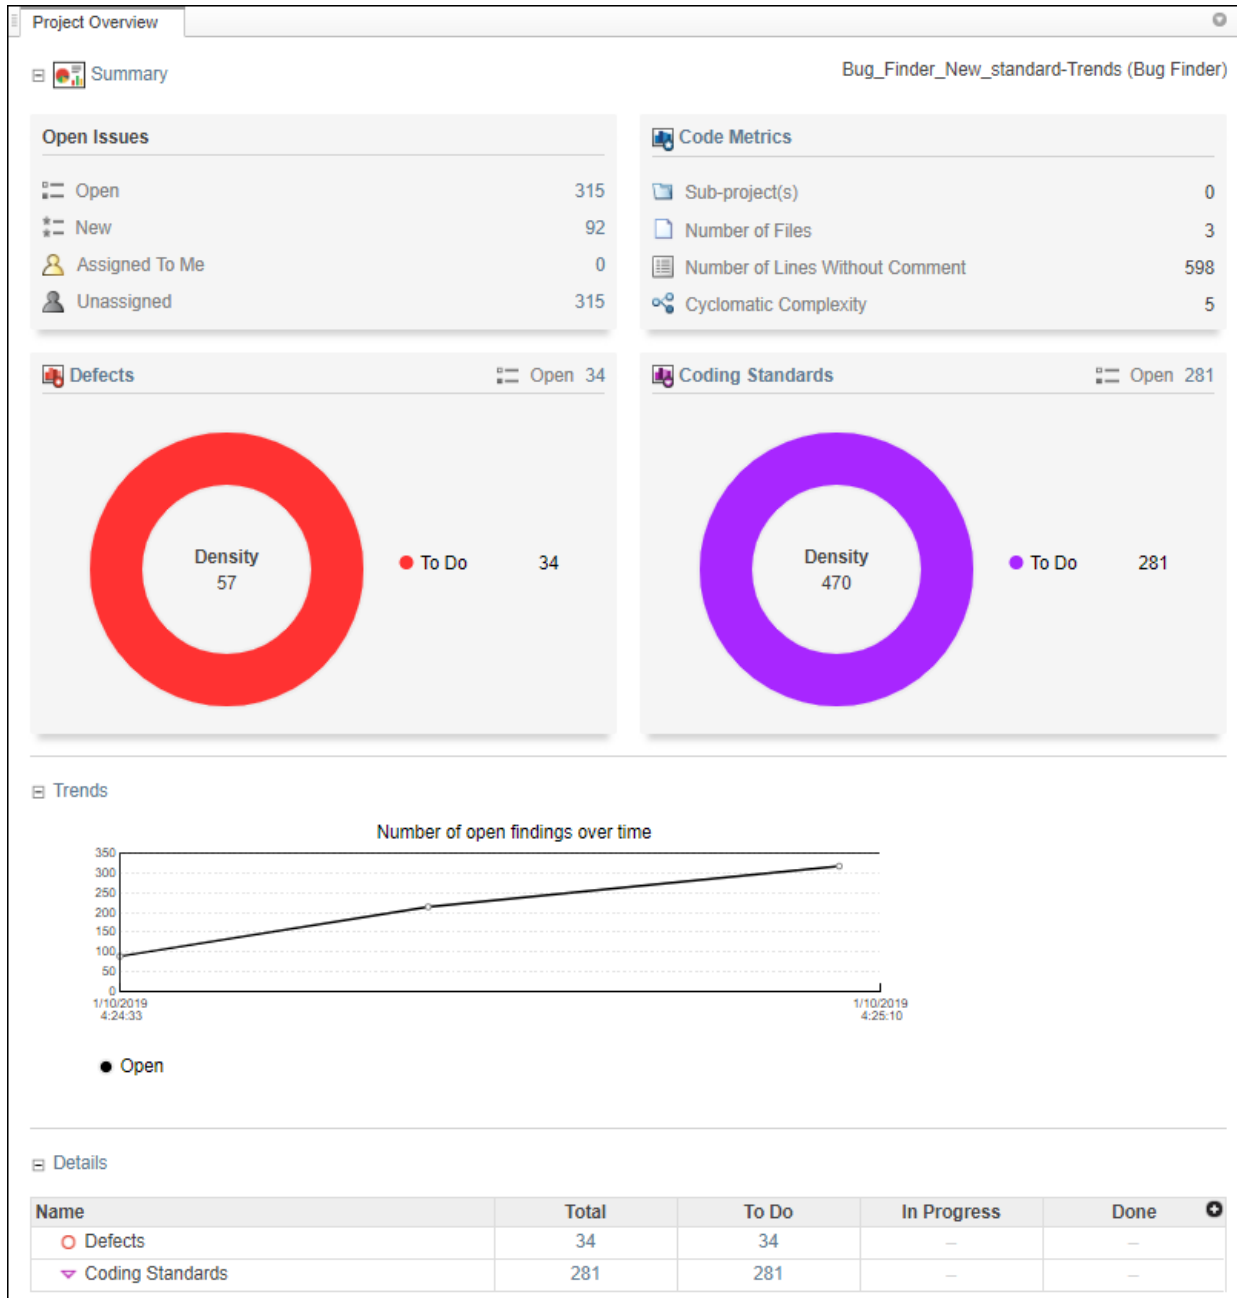 Project Overview
Summary
Bug_Finder_New_standard-Trends (Bug Finder)
Open Issues
Open 315
New 92
Assigned To Me 0
Unassigned 315
Code Metrics
Sub-project(s) 0
Number of Files 3
Number of Lines Without Comment 598
Cyclomatic Complexity 5
Defects Open 34
Density
57
To Do 34
Coding Standards Open 281
Density
470
To Do 281
Trends
Number of open findings over time
350
300
250
200
150
100
50
0
1/10/2019
4:24:33
1/10/2019
4:25:10
Open
Details
Name Total To Do In Progress Done
Defects 34 34 – –
Coding Standards 281 281 – –